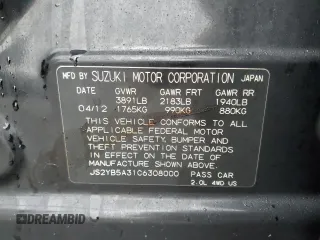 MFD BY SUZUKI MOTOR CORPORATION JAPAN
DATE GVWR GAWR FRT GAWR RR
3891LB 2183LB 1940LB
04/12 1765KG 990KG 880KG
THIS VEHICLE CONFORMS TO ALL
APPLICABLE FEDERAL MOTOR
VEHICLE SAFETY, BUMPER AND
THEFT PREVENTION STANDARDS
IN EFFECT ON THE DATE OF
MANUFACTURE SHOWN ABOVE.
JS2YB5A31C6308000 PASS CAR
2.0L 4WD US
DREAMBID
DreamBid.com